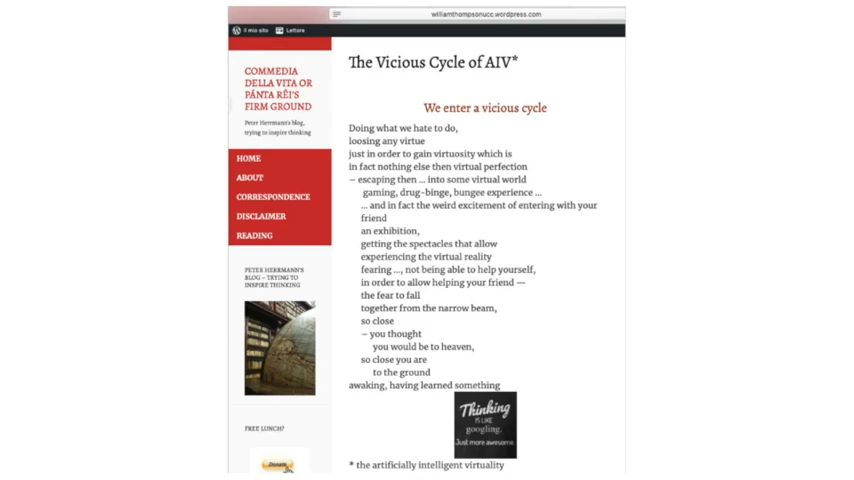 williamthompsonucc.wordpress.com
Il mio sito
Lettore
COMMEDIA
DELLA VITA OR
PÁNTA RÊI'S
FIRM GROUND
Peter Herrmann's blog,
trying to inspire thinking
HOME
ABOUT
CORRESPONDENCE
DISCLAIMER
READING
PETER HERRMANN'S
BLOG – TRYING TO
INSPIRE THINKING
FREE LUNCH?
Donate
The Vicious Cycle of AIV*
We enter a vicious cycle
Doing what we hate to do,
loosing any virtue
just in order to gain virtuosity which is
in fact nothing else then virtual perfection
– escaping then … into some virtual world
gaming, drug-binge, bungee experience …
… and in fact the weird excitement of entering with your
friend
an exhibition,
getting the spectacles that allow
experiencing the virtual reality
fearing …, not being able to help yourself,
in order to allow helping your friend —
the fear to fall
together from the narrow beam,
so close
– you thought
you would be to heaven,
so close you are
to the ground
awaking, having learned something
Thinking
IS LIKE
googling.
Just more awesome.
* the artificially intelligent virtuality